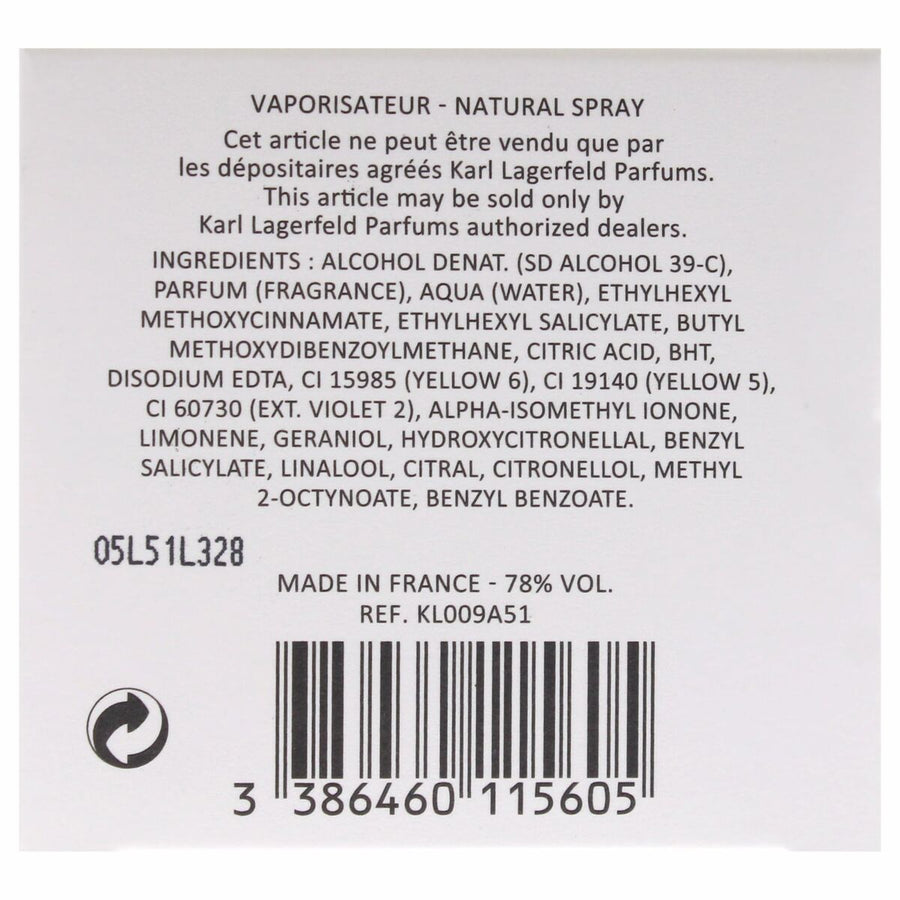 VAPORISATEUR - NATURAL SPRAY
Cet article ne peut être vendu que par
les dépositaires agréés Karl Lagerfeld Parfums.
This article may be sold only by
Karl Lagerfeld Parfums authorized dealers.
INGREDIENTS : ALCOHOL DENAT. (SD ALCOHOL 39-C),
PARFUM (FRAGRANCE), AQUA (WATER), ETHYLHEXYL
METHOXYCINNAMATE, ETHYLHEXYL SALICYLATE, BUTYL
METHOXYDIBENZOYLMETHANE, CITRIC ACID, BHT,
DISODIUM EDTA, CI 15985 (YELLOW 6), CI 19140 (YELLOW 5),
CI 60730 (EXT. VIOLET 2), ALPHA-ISOMETHYL IONONE,
LIMONENE, GERANIOL, HYDROXYCITRONELLAL, BENZYL
SALICYLATE, LINALOOL, CITRAL, CITRONELLOL, METHYL
2-OCTYNOATE, BENZYL BENZOATE.
05L51L328
MADE IN FRANCE - 78% VOL.
REF. KL009A51
3 386460 115605